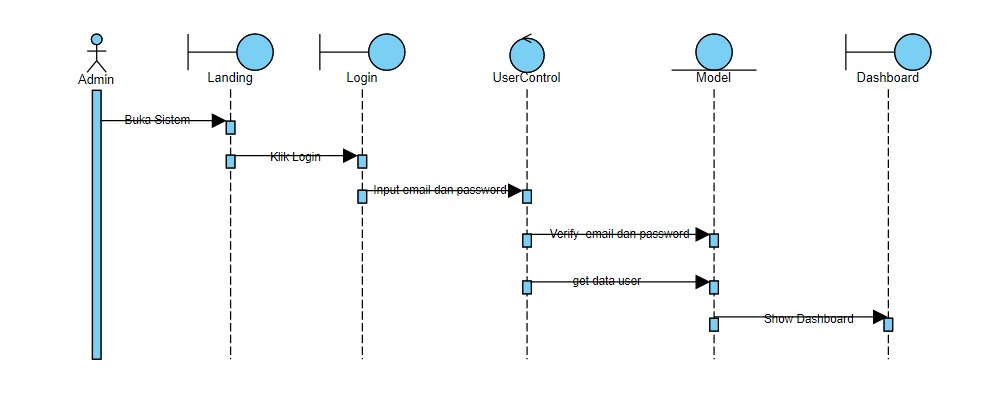 Admin
Landing
Login
UserControl
Model
Dashboard
Buka Sistem
Klik Login
Input email dan password
Verify email dan password
get data user
Show Dashboard